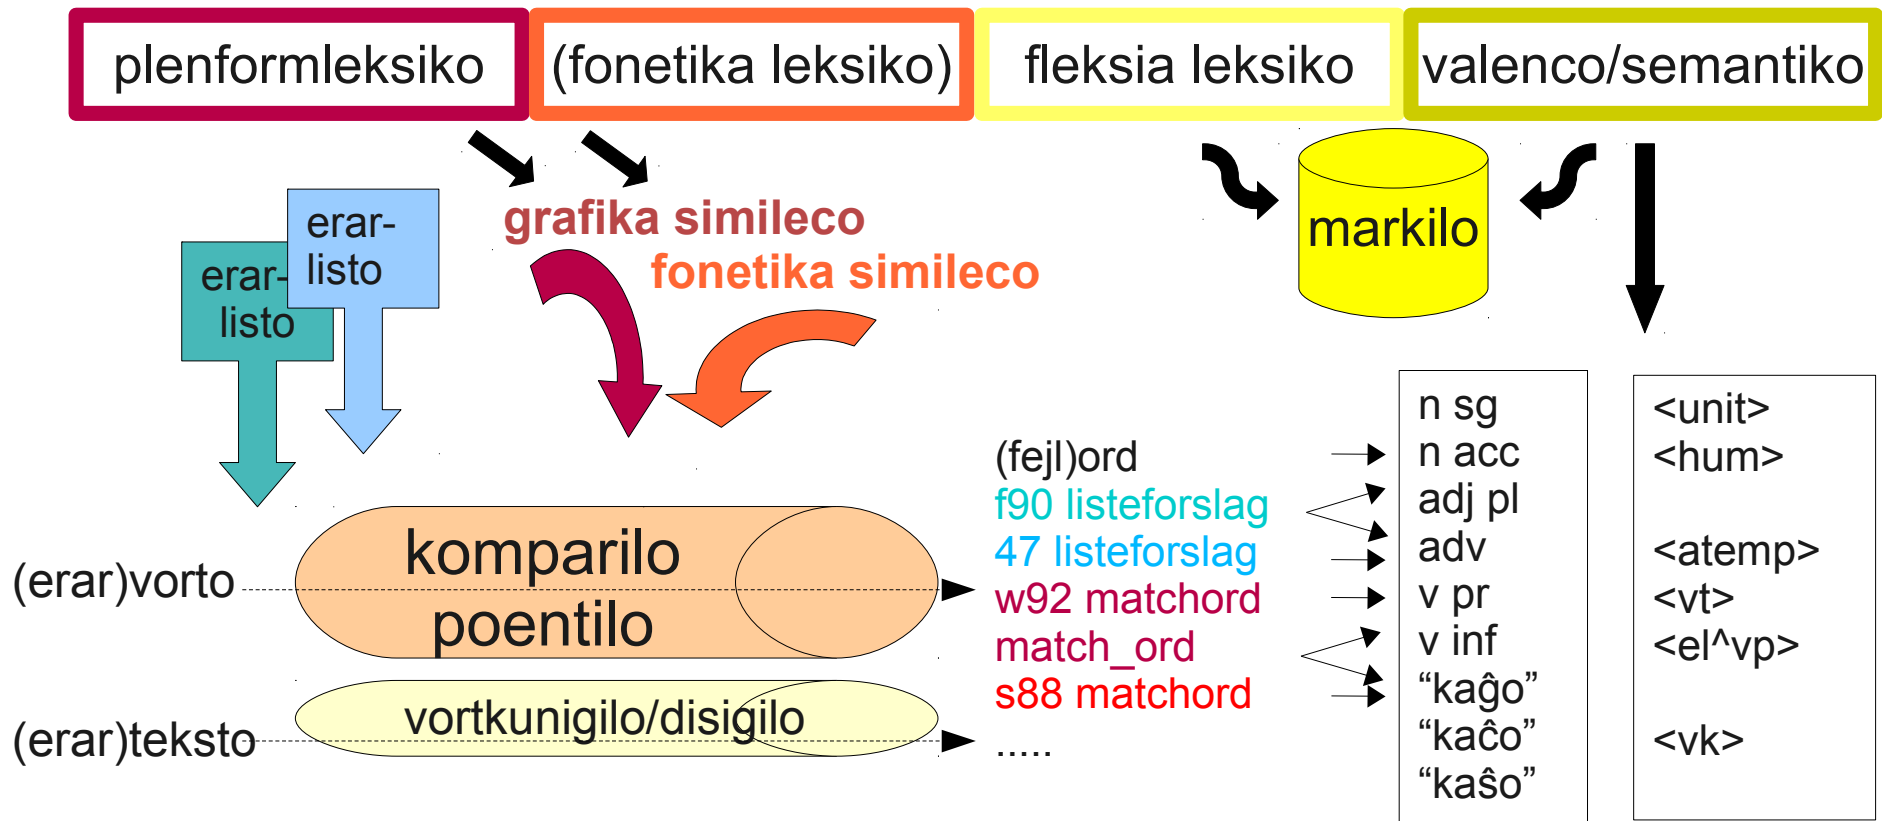 plenformleksiko
(fonetika leksiko)
fleksia leksiko
valenco/semantiko
erar-
listo
erar-
listo
grafika simileco
fonetika simileco
markilo
(erar)vorto
komparilo
poentilo
(erar)teksto
vortkunigilo/disigilo
(fejl)ord
f90 listeforslag
47 listeforslag
w92 matchord
match_ord
s88 matchord
.....
n sg
n acc
adj pl
adv
v pr
v inf
“kaĝo”
“kaĉo”
“kaŝo”
<unit>
<hum>
<atemp>
<vt>
<el^vp>
<vk>